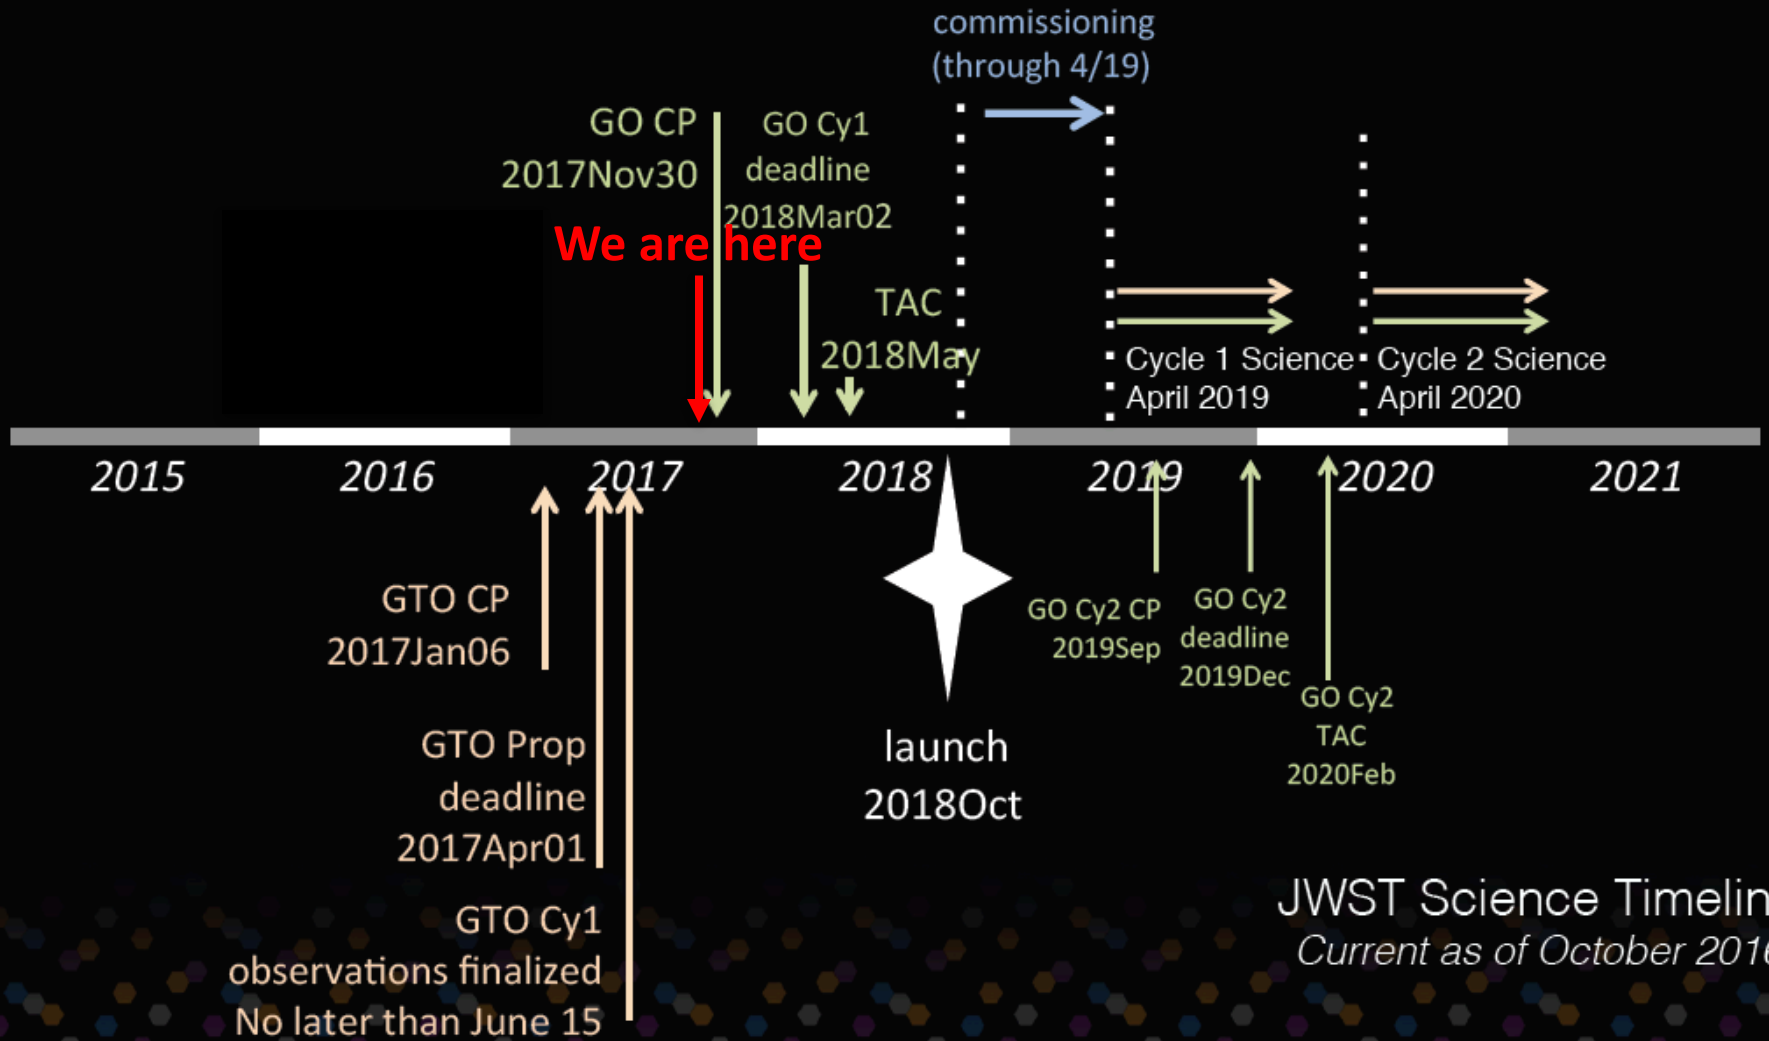 commissioning
(through 4/19)
GO CP
2017Nov30
GO Cy1
deadline
2018Mar02
We are here
TAC
2018May
Cycle 1 Science
April 2019
Cycle 2 Science
April 2020
2015
2016
2017
2018
2019
2020
2021
GTO CP
2017Jan06
GTO Prop
deadline
2017Apr01
GTO Cy1
observations finalized
No later than June 15
launch
2018Oct
GO Cy2 CP
2019Sep
GO Cy2
deadline
2019Dec
GO Cy2
TAC
2020Feb
JWST Science Timelin
Current as of October 2016